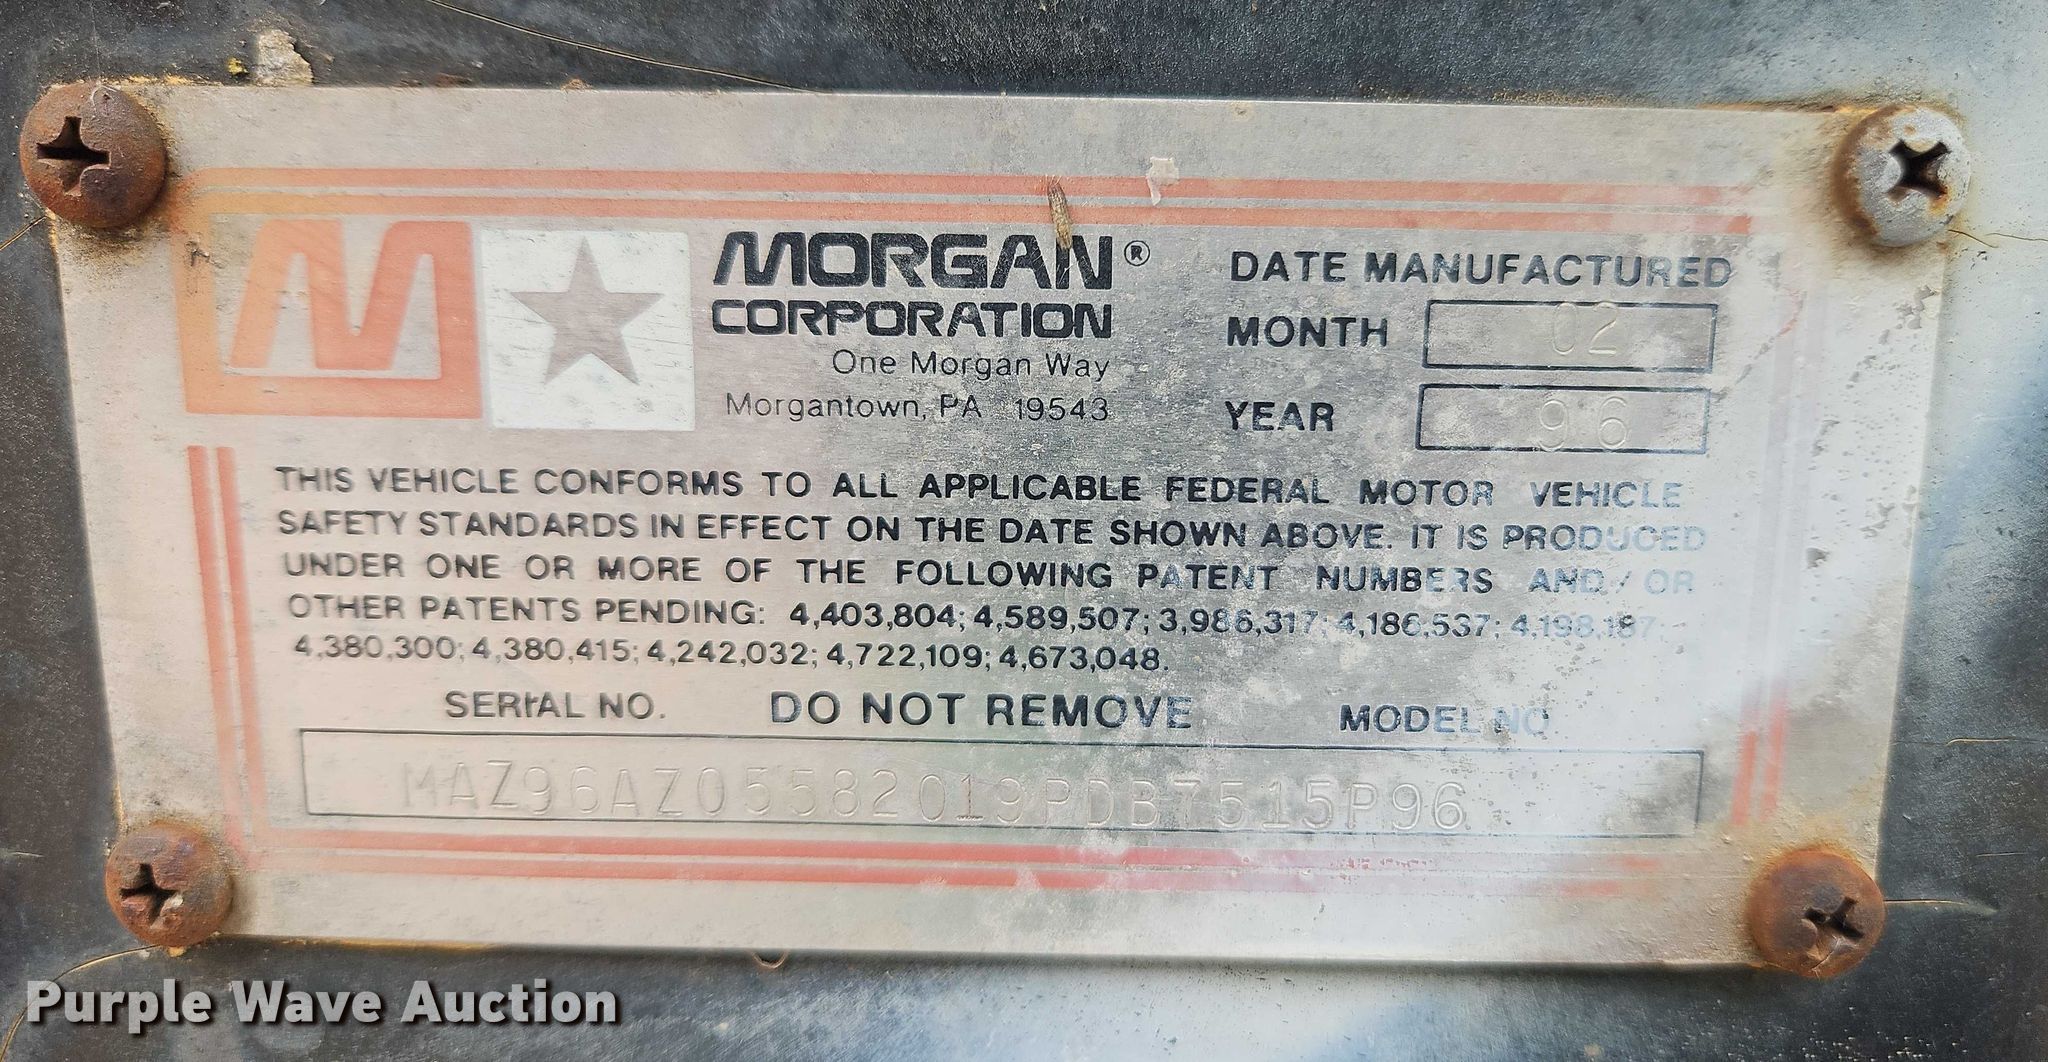 M
MORGAN®
CORPORATION
One Morgan Way
Morgantown, PA 19543
DATE MANUFACTURED
MONTH 02
YEAR 96
THIS VEHICLE CONFORMS TO ALL APPLICABLE FEDERAL MOTOR VEHICLE
SAFETY STANDARDS IN EFFECT ON THE DATE SHOWN ABOVE. IT IS PRODUCED
UNDER ONE OR MORE OF THE FOLLOWING PATENT NUMBERS AND/OR
OTHER PATENTS PENDING: 4,403,804; 4,589,507; 3,986,317; 4,186,537; 4,198,187;
4,380,300; 4,380,415; 4,242,032; 4,722,109; 4,673,048.
SERIAL NO. DO NOT REMOVE MODEL NO.
MAZ96AZ05582019PDB7515P96
Purple Wave Auction